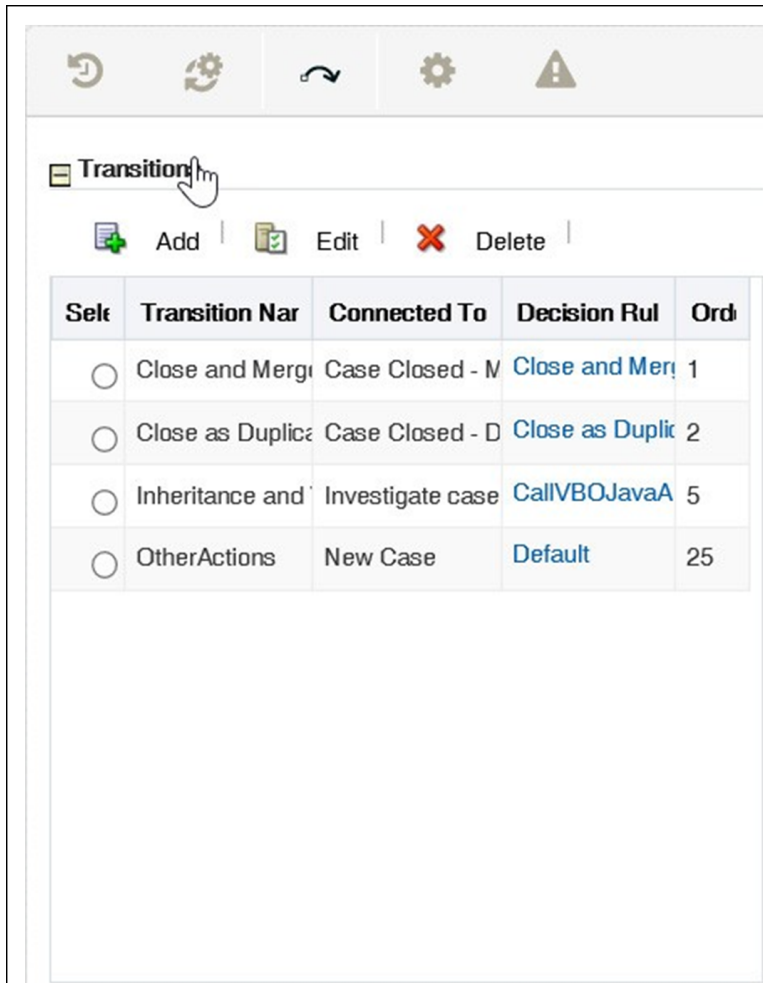 Transition
Add Edit Delete
Sele Transition Nar Connected To Decision Rul Ord
Close and Merg Case Closed - M Close and Mer 1
Close as Duplica Case Closed - D Close as Duplic 2
Inheritance and Investigate case CallVBOJavaA 5
OtherActions New Case Default 25